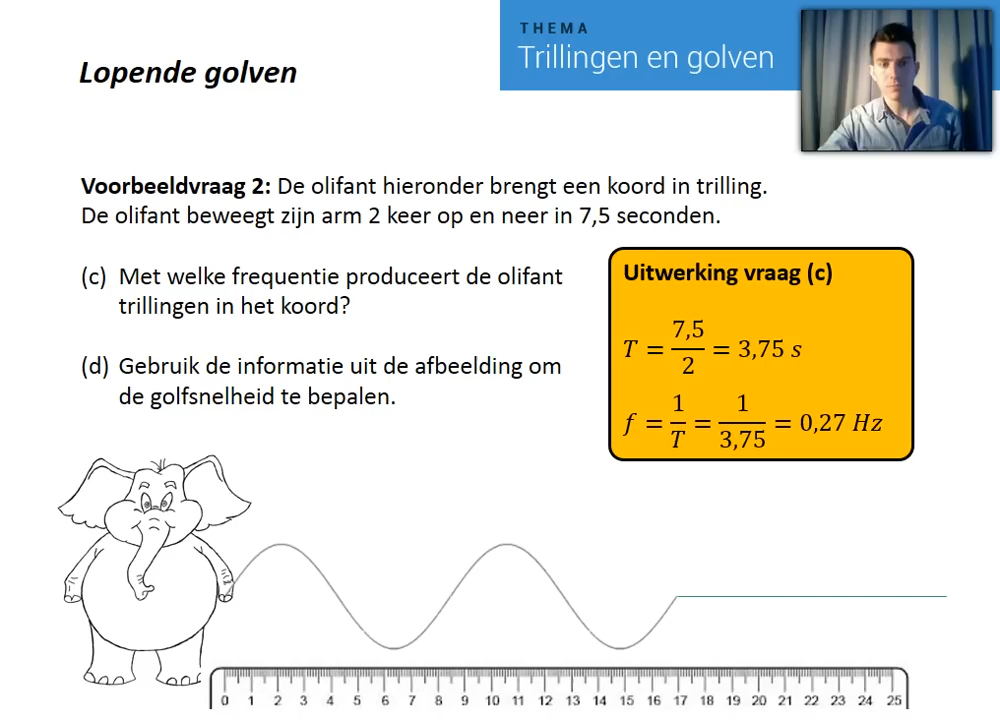 THEMA
Trillingen en golven
Lopende golven
Voorbeeldvraag 2: De olifant hieronder brengt een koord in trilling.
De olifant beweegt zijn arm 2 keer op en neer in 7,5 seconden.
(c) Met welke frequentie produceert de olifant
trillingen in het koord?
(d) Gebruik de informatie uit de afbeelding om
de golfsnelheid te bepalen.
Uitwerking vraag (c)
T = 7,5/2 = 3,75 s
f = 1/T = 1/3,75 = 0,27 Hz
0 1 2 3 4 5 6 7 8 9 10 11 12 13 14 15 16 17 18 19 20 21 22 23 24 25